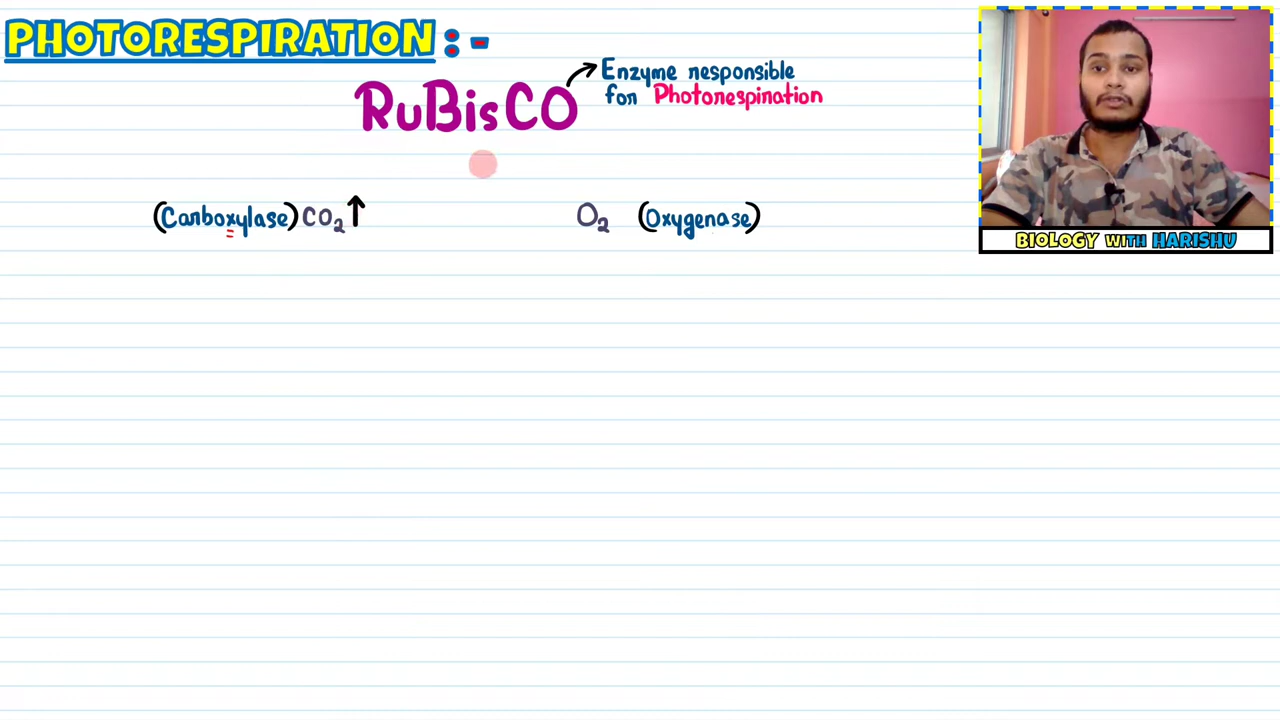 PHOTORESPIRATION :-
RuBisCO
Enzyme responsible
for Photorespiration
(Carboxylase) CO₂↑
O₂ (Oxygenase)
BIOLOGY WITH HARISHU